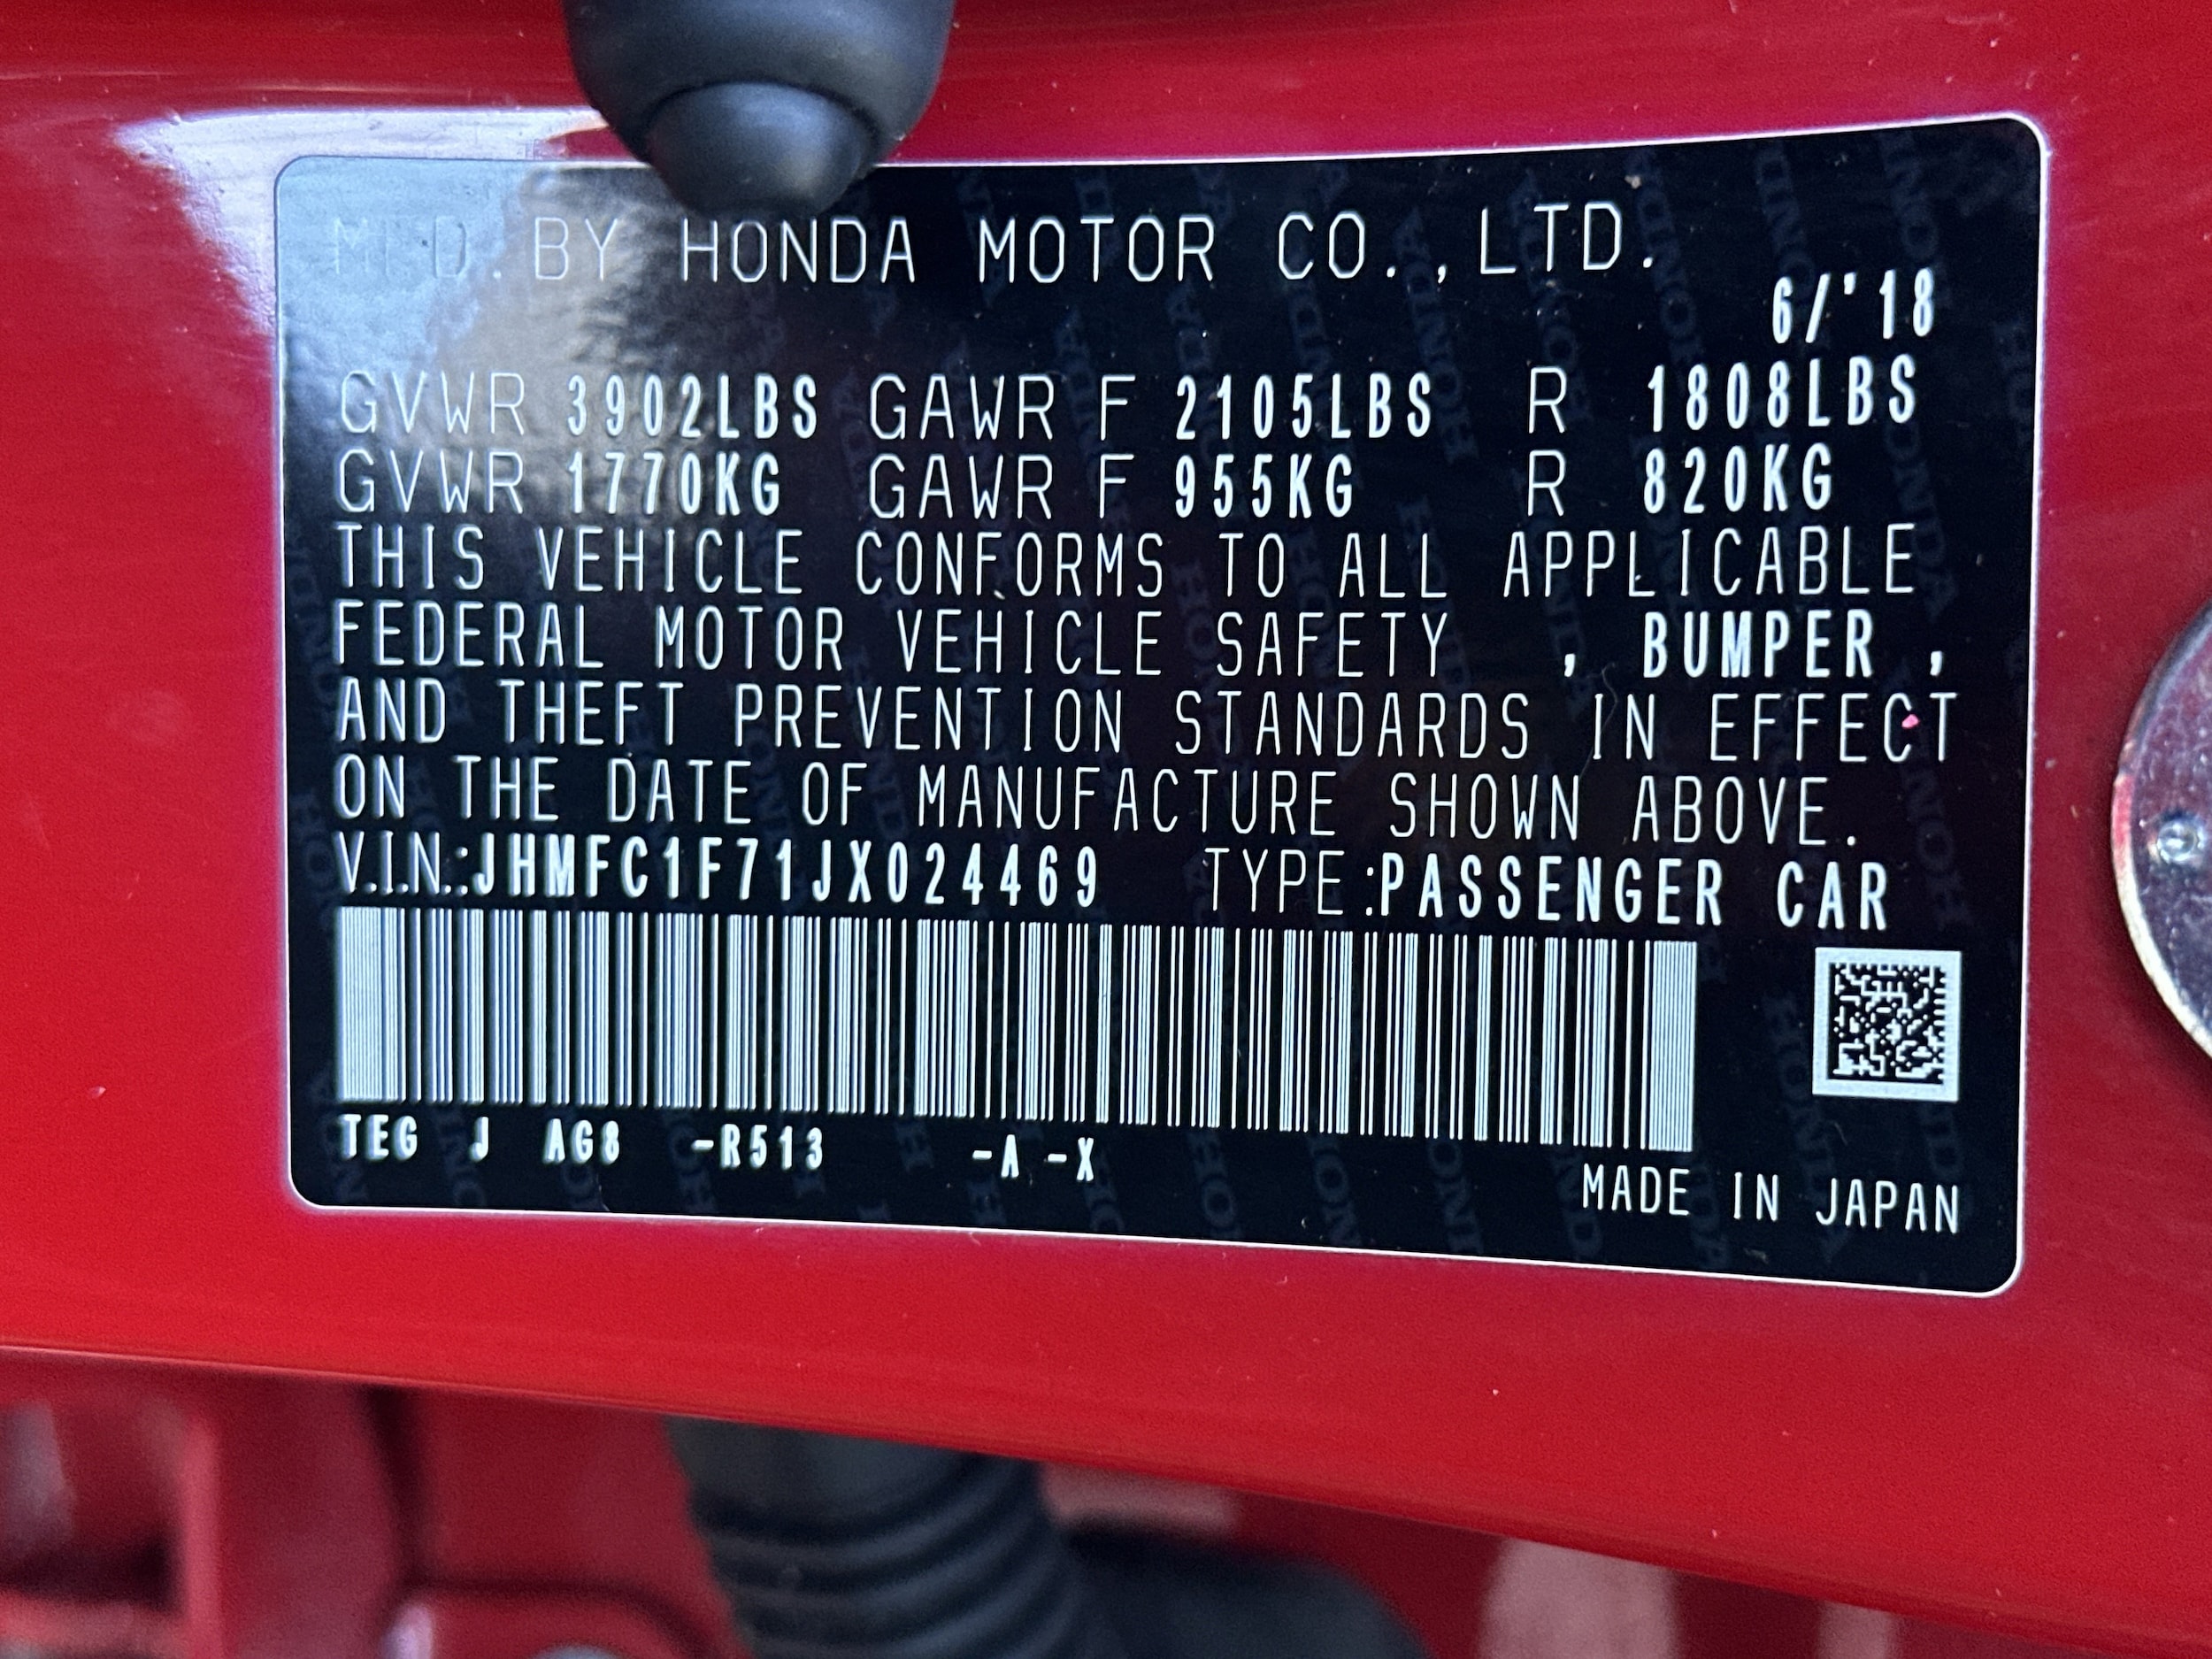 MFD. BY HONDA MOTOR CO.,LTD.
6/'18
GVWR 3902LBS GAWR F 2105LBS R 1808LBS
GVWR 1770KG GAWR F 955KG R 820KG
THIS VEHICLE CONFORMS TO ALL APPLICABLE
FEDERAL MOTOR VEHICLE SAFETY , BUMPER ,
AND THEFT PREVENTION STANDARDS IN EFFECT
ON THE DATE OF MANUFACTURE SHOWN ABOVE.
V.I.N.:JHMFC1F71JX024469 TYPE:PASSENGER CAR
TEG J AG8 -R513 -A -X
MADE IN JAPAN